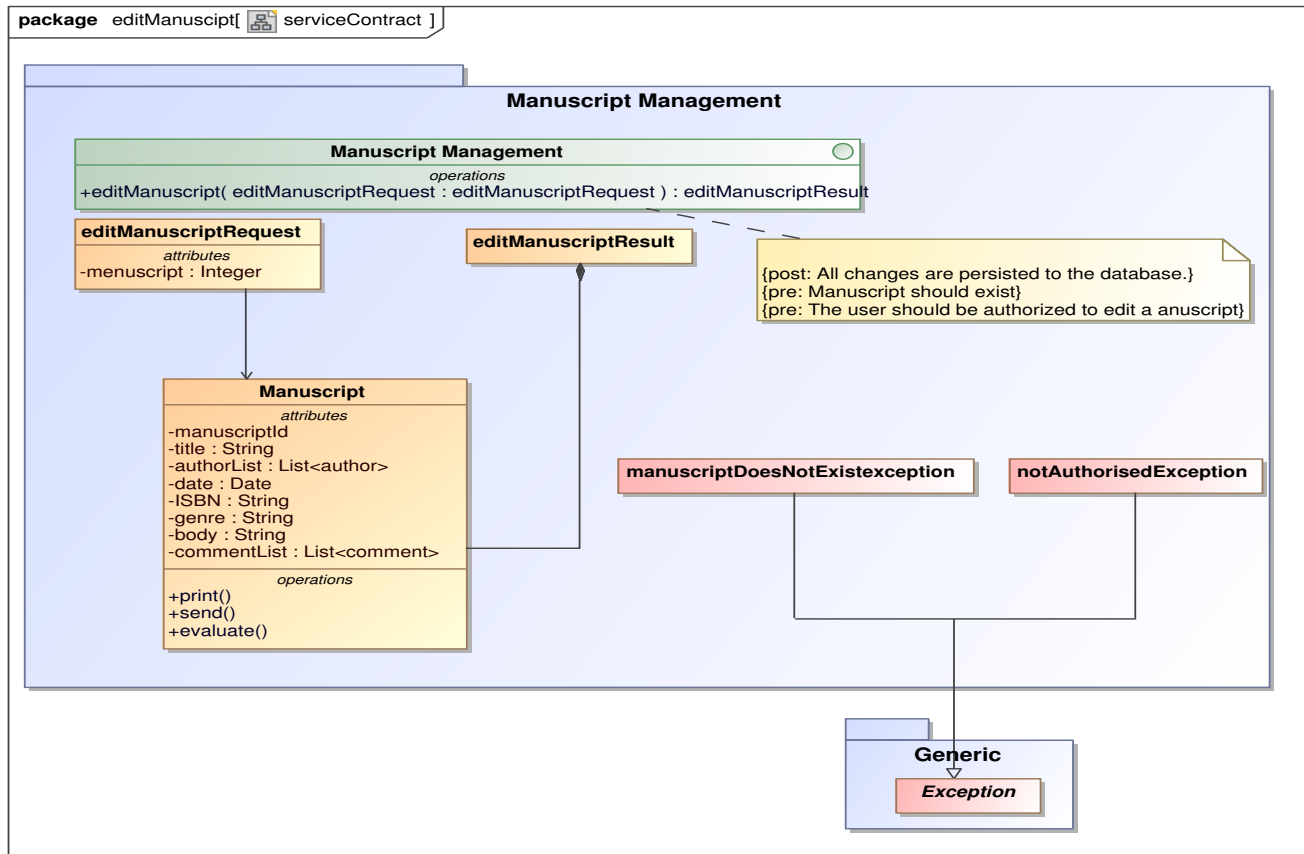 package editManuscipt[ serviceContract ]
Manuscript Management
Manuscript Management
operations
+editManuscript( editManuscriptRequest : editManuscriptRequest ) : editManuscriptResult
editManuscriptRequest
attributes
-menuscript : Integer
editManuscriptResult
{post: All changes are persisted to the database.}
{pre: Manuscript should exist}
{pre: The user should be authorized to edit a anuscript}
Manuscript
attributes
-manuscriptId
-title : String
-authorList : List<author>
-date : Date
-ISBN : String
-genre : String
-body : String
-commentList : List<comment>
operations
+print()
+send()
+evaluate()
manuscriptDoesNotExistexception
notAuthorisedException
Generic
Exception